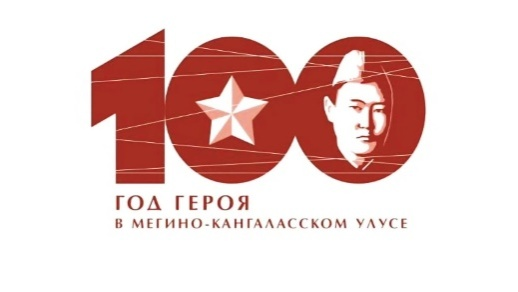 100
ГОД ГЕРОЯ
В МЕГИНО-КАНГАЛАССКОМ УЛУСЕ